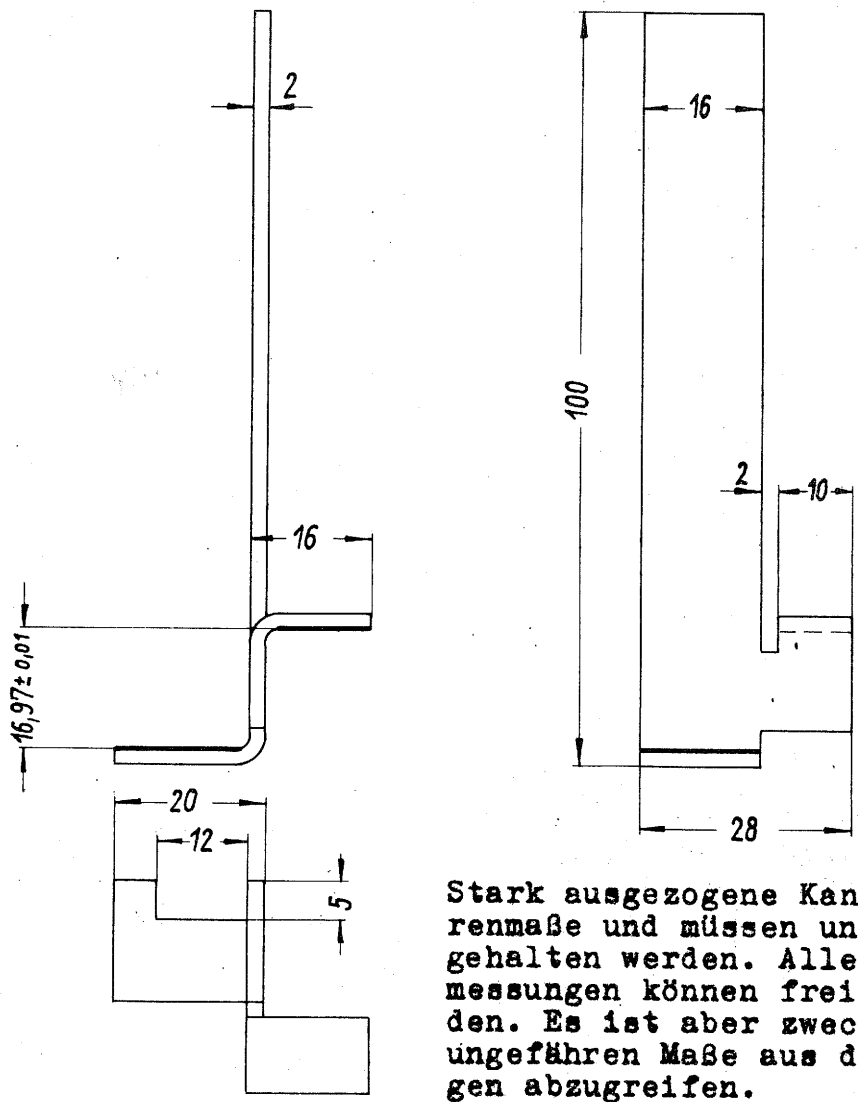 2
16
100
2
10
16
16,97±0,01
20
12
28
5
Stark ausgezogene Kan
renmaße und müssen un
gehalten werden. Alle
messungen können frei
den. Es ist aber zwec
ungefähren Maße aus d
gen abzugreifen.